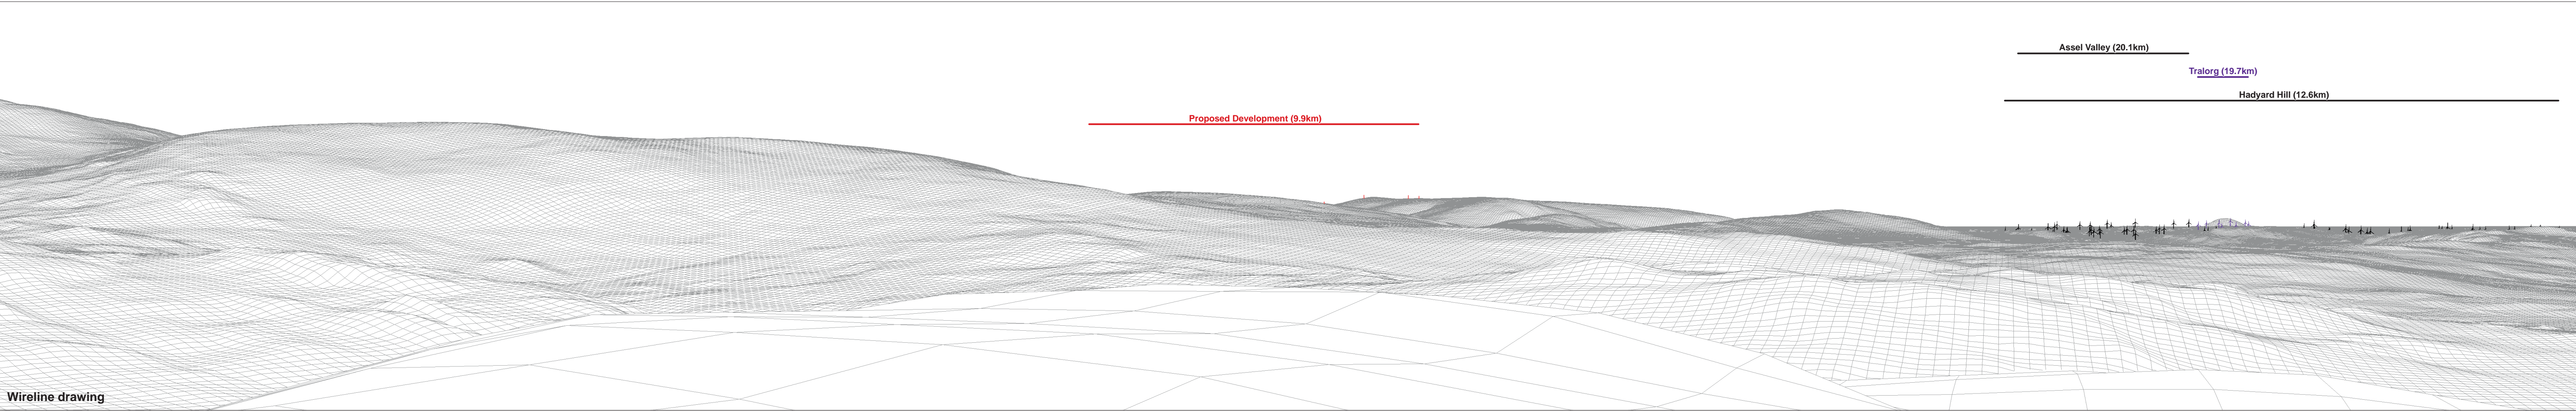 Assel Valley (20.1km)
Tralorg (19.7km)
Hadyard Hill (12.6km)
Proposed Development (9.9km)
Wireline drawing